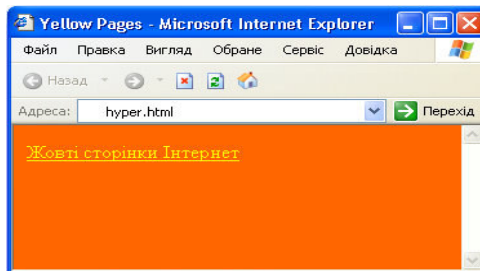 Yellow Pages - Microsoft Internet Explorer
Файл Правка Вигляд Обране Сервіс Довідка
Назад
Адреса: hyper.html Перехід
Жовті сторінки Інтернет